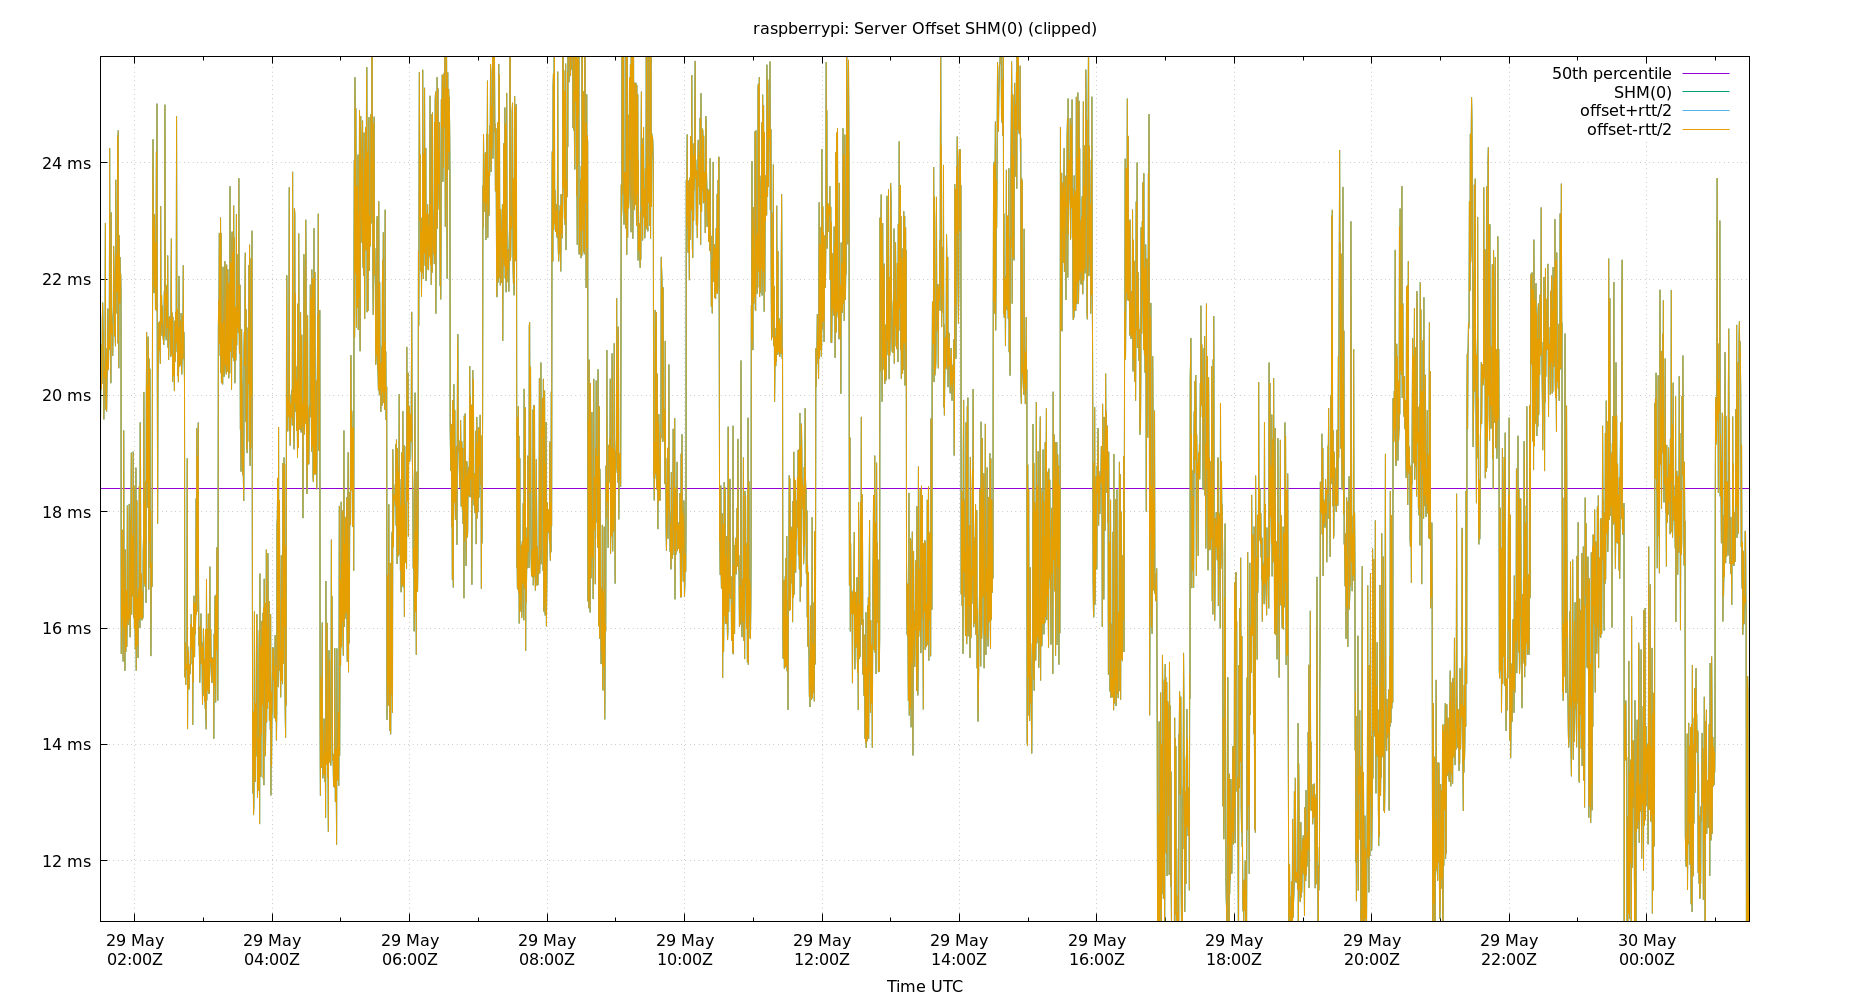 raspberrypi: Server Offset SHM(0) (clipped)
50th percentile
SHM(0)
offset+rtt/2
offset-rtt/2
24 ms
22 ms
20 ms
18 ms
16 ms
14 ms
12 ms
29 May 29 May 29 May 29 May 29 May 29 May 29 May 29 May 29 May 29 May 29 May 30 May
02:00Z 04:00Z 06:00Z 08:00Z 10:00Z 12:00Z 14:00Z 16:00Z 18:00Z 20:00Z 22:00Z 00:00Z
Time UTC